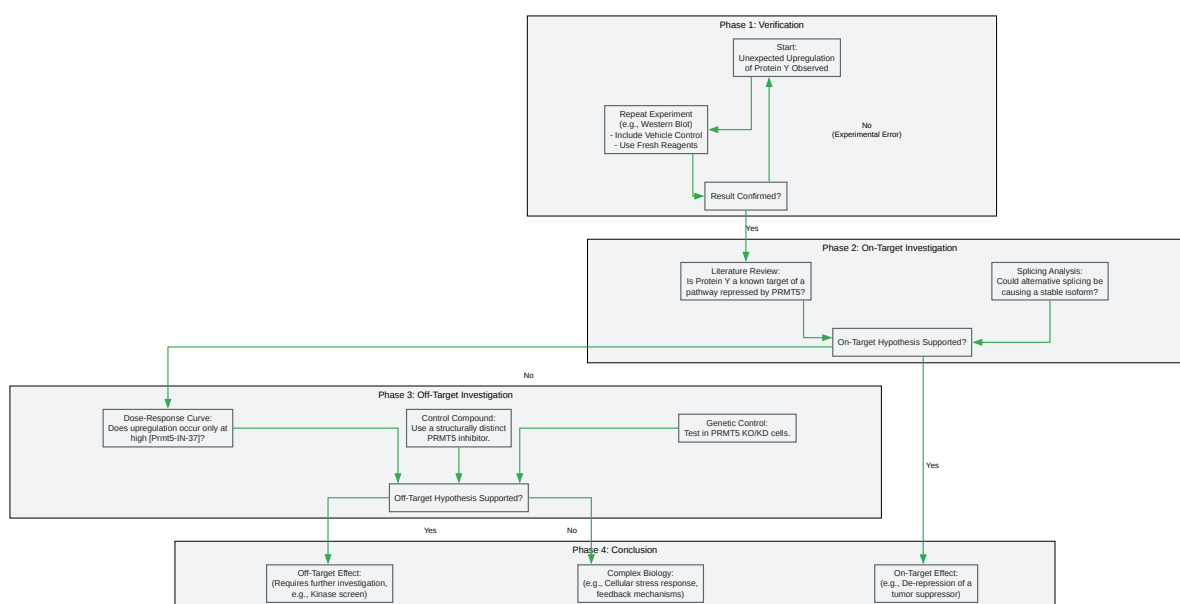 Phase 1: Verification
Start:
Unexpected Upregulation
of Protein Y Observed
Repeat Experiment
(e.g., Western Blot)
- Include Vehicle Control
- Use Fresh Reagents
No
(Experimental Error)
Result Confirmed?
Yes
Phase 2: On-Target Investigation
Literature Review:
Is Protein Y a known target of a
pathway repressed by PRMT5?
Splicing Analysis:
Could alternative splicing be
causing a stable isoform?
On-Target Hypothesis Supported?
No
Phase 3: Off-Target Investigation
Dose-Response Curve:
Does upregulation occur only at
high [Prmt5-IN-37]?
Control Compound:
Use a structurally distinct
PRMT5 inhibitor.
Genetic Control:
Test in PRMT5 KO/KD cells.
Yes
Off-Target Hypothesis Supported?
Yes
No
Phase 4: Conclusion
Off-Target Effect:
(Requires further investigation,
e.g., Kinase screen)
Complex Biology:
(e.g., Cellular stress response,
feedback mechanisms)
On-Target Effect:
(e.g., De-repression of a
tumor suppressor)